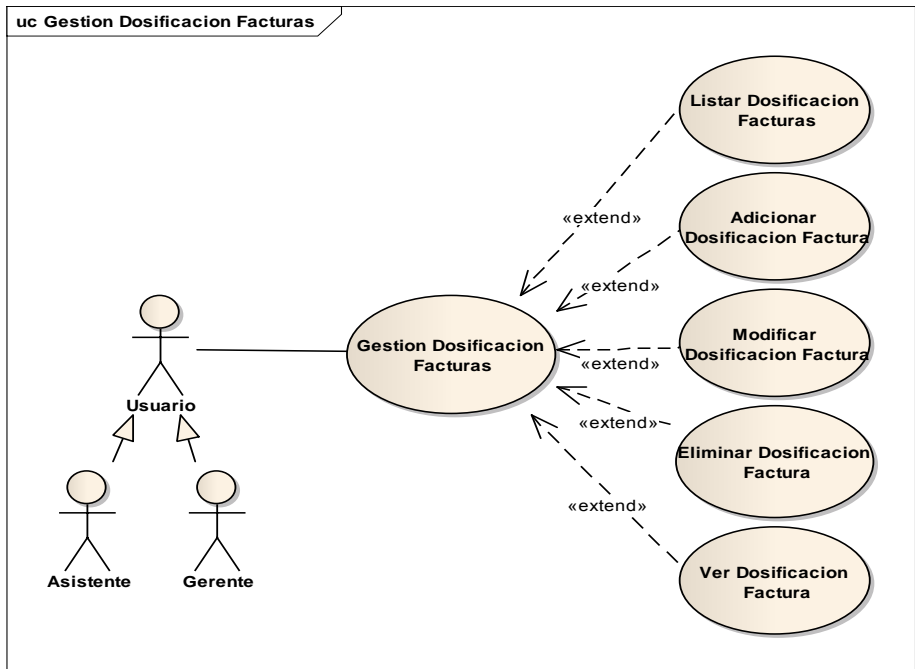 uc Gestion Dosificacion Facturas
Listar Dosificacion
Facturas
«extend»
Adicionar
Dosificacion Factura
«extend»
Gestion Dosificacion
Facturas
Modificar
Dosificacion Factura
«extend»
Usuario
Eliminar Dosificacion
Factura
«extend»
Ver Dosificacion
Factura
«extend»
Asistente
Gerente